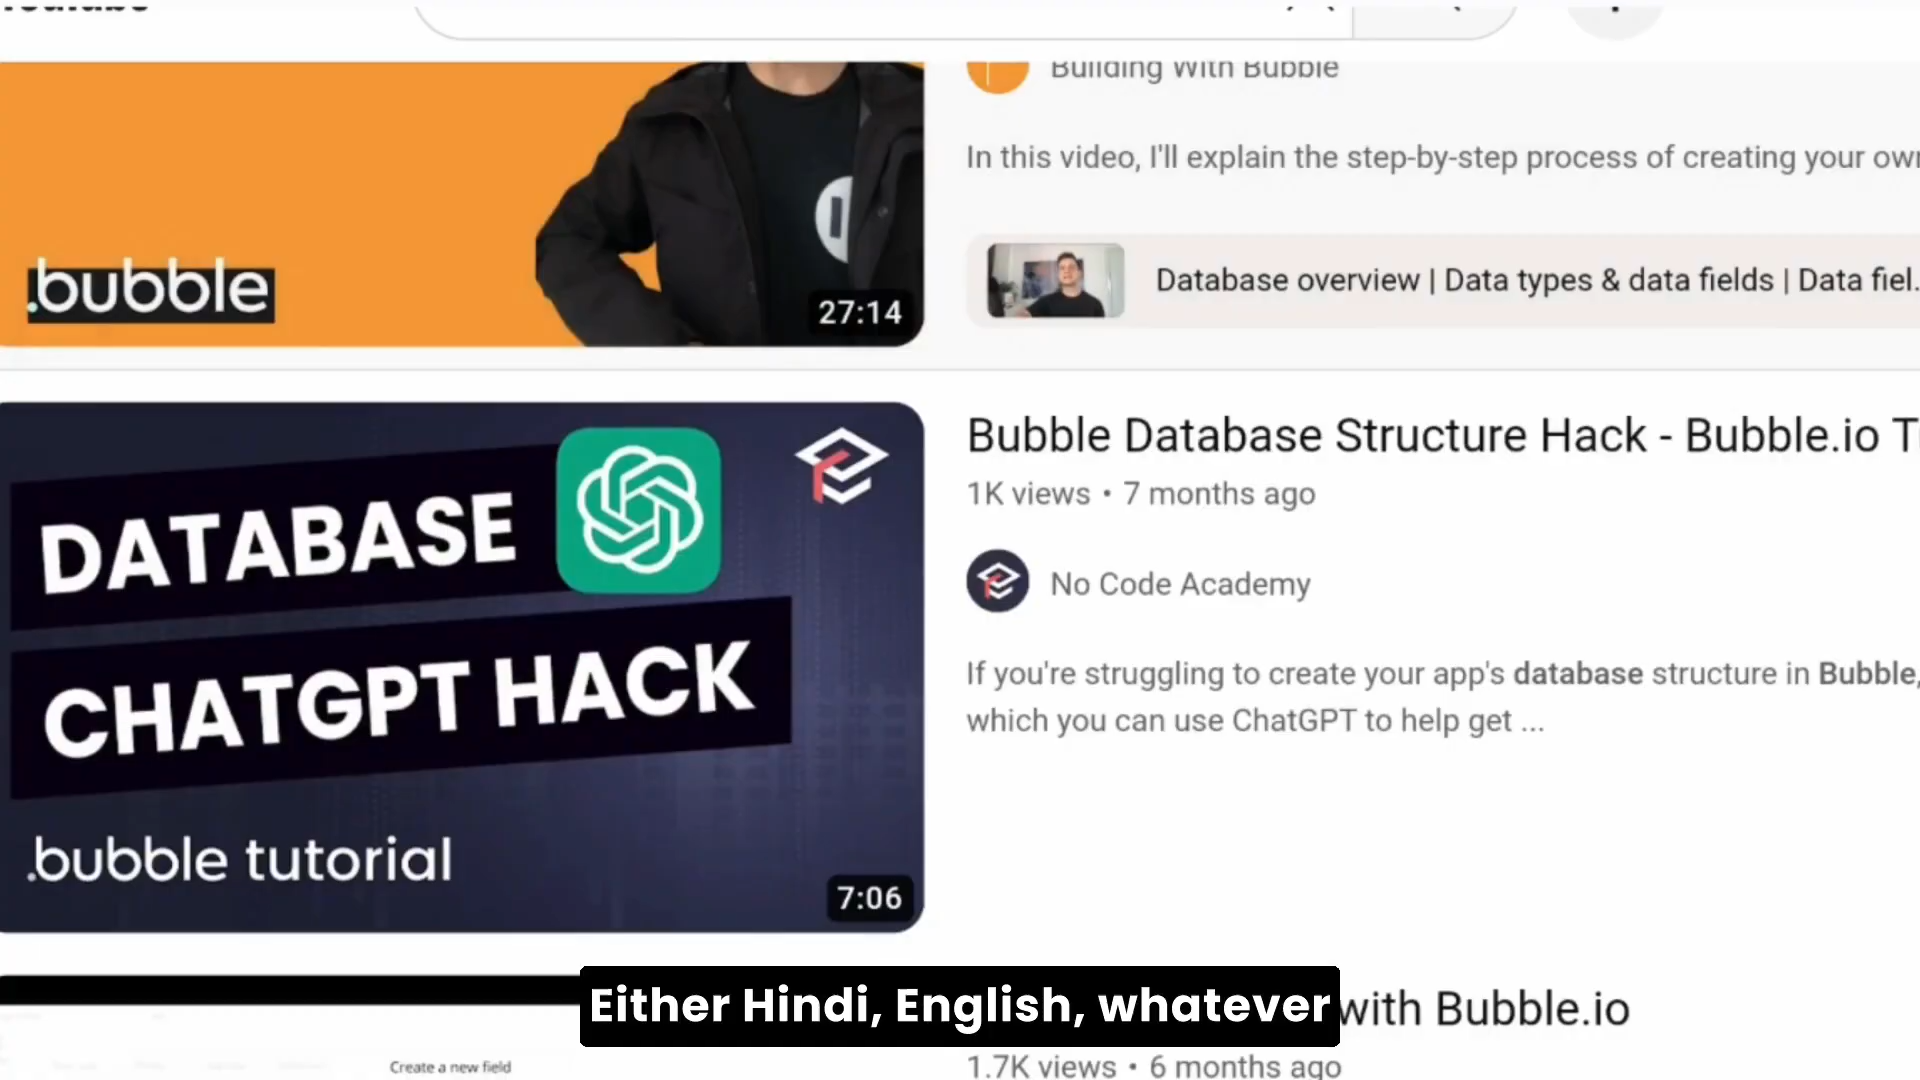 Building With Bubble
In this video, I'll explain the step-by-step process of creating your own
.bubble
27:14
Database overview | Data types & data fields | Data fiel...
DATABASE
CHATGPT HACK
.bubble tutorial
7:06
Bubble Database Structure Hack - Bubble.io
1K views • 7 months ago
No Code Academy
If you're struggling to create your app's database structure in Bubble,
which you can use ChatGPT to help get ...
Either Hindi, English, whatever
with Bubble.io
1.7K views • 6 months ago
Create a new field